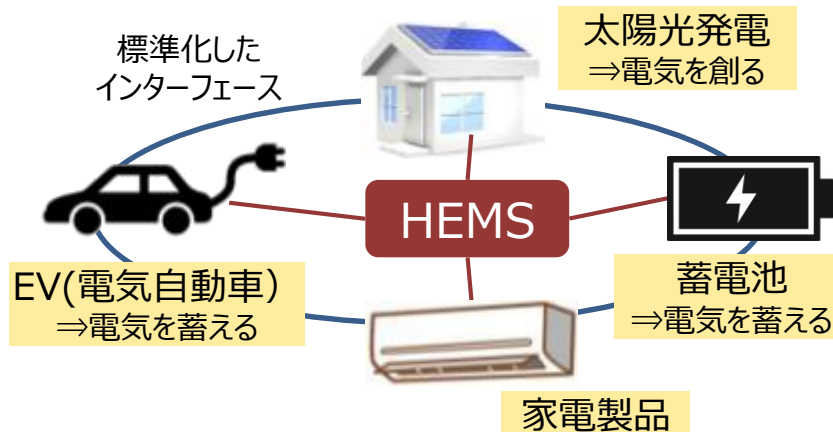 標準化した
インターフェース
太陽光発電
⇒電気を創る
HEMS
EV(電気自動車）
⇒電気を蓄える
蓄電池
⇒電気を蓄える
家電製品